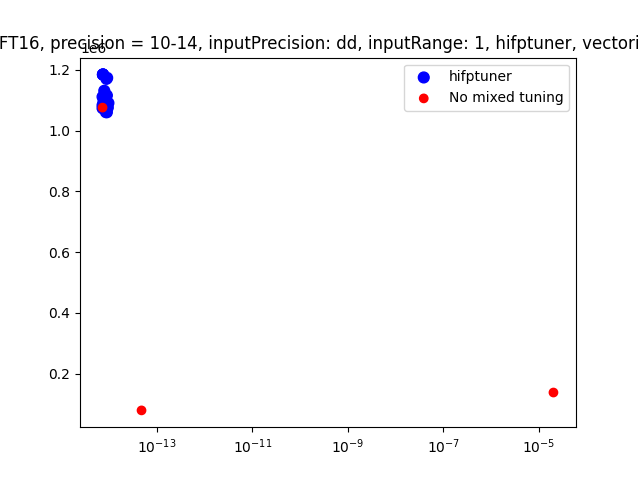 FT16, precision = 10-14, inputPrecision: dd, inputRange: 1, hifptuner, vectori
1e6
1.2
1.0
0.8
0.6
0.4
0.2
hifptuner
No mixed tuning
10⁻¹³ 10⁻¹¹ 10⁻⁹ 10⁻⁷ 10⁻⁵